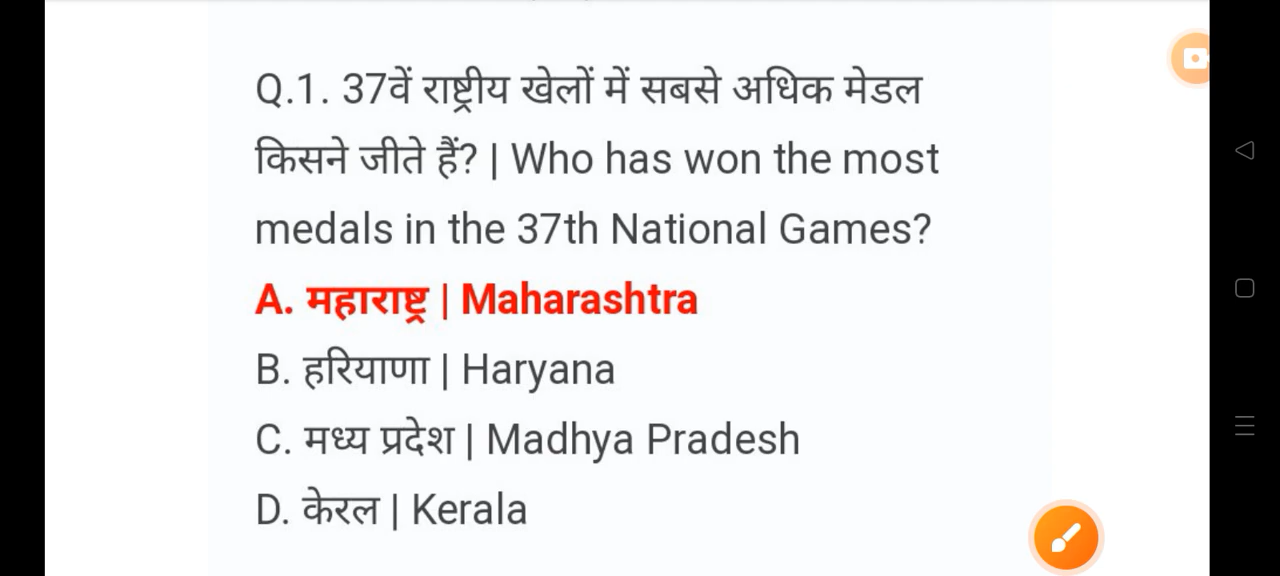 Q.1. 37वें राष्ट्रीय खेलों में सबसे अधिक मेडल
किसने जीते हैं? | Who has won the most
medals in the 37th National Games?
A. महाराष्ट्र | Maharashtra
B. हरियाणा | Haryana
C. मध्य प्रदेश | Madhya Pradesh
D. केरल | Kerala